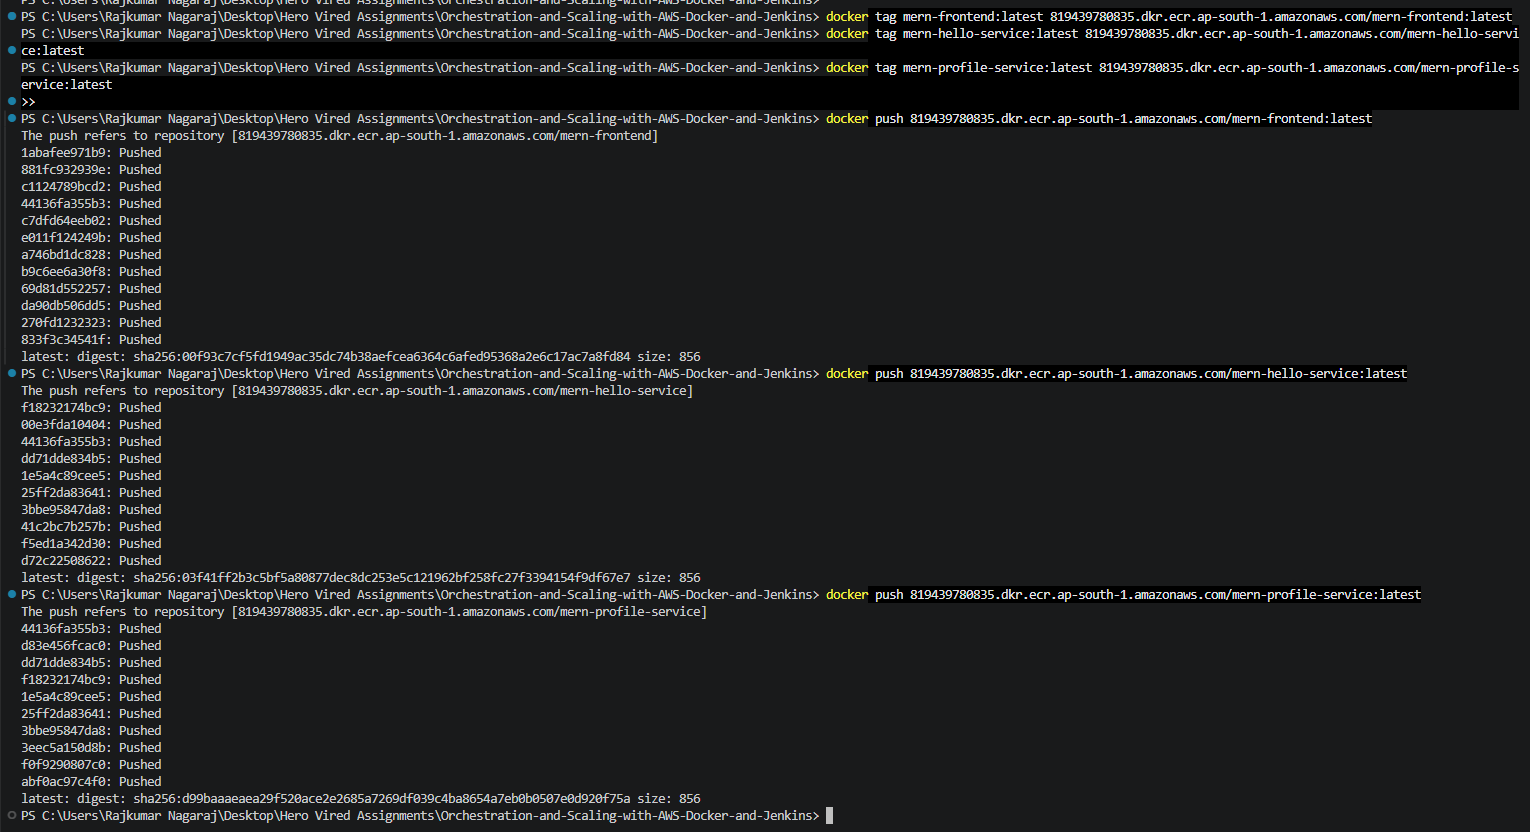 PS C:\Users\Rajkumar Nagaraj\Desktop\Hero Vired Assignments\Orchestration-and-Scaling-with-AWS-Docker-and-Jenkins>
PS C:\Users\Rajkumar Nagaraj\Desktop\Hero Vired Assignments\Orchestration-and-Scaling-with-AWS-Docker-and-Jenkins> docker tag mern-frontend:latest 819439780835.dkr.ecr.ap-south-1.amazonaws.com/mern-frontend:latest
PS C:\Users\Rajkumar Nagaraj\Desktop\Hero Vired Assignments\Orchestration-and-Scaling-with-AWS-Docker-and-Jenkins> docker tag mern-hello-service:latest 819439780835.dkr.ecr.ap-south-1.amazonaws.com/mern-hello-servi
ce:latest
PS C:\Users\Rajkumar Nagaraj\Desktop\Hero Vired Assignments\Orchestration-and-Scaling-with-AWS-Docker-and-Jenkins> docker tag mern-profile-service:latest 819439780835.dkr.ecr.ap-south-1.amazonaws.com/mern-profile-s
ervice:latest
>>
PS C:\Users\Rajkumar Nagaraj\Desktop\Hero Vired Assignments\Orchestration-and-Scaling-with-AWS-Docker-and-Jenkins> docker push 819439780835.dkr.ecr.ap-south-1.amazonaws.com/mern-frontend:latest
The push refers to repository [819439780835.dkr.ecr.ap-south-1.amazonaws.com/mern-frontend]
1abafee971b9: Pushed
881fc932939e: Pushed
c1124789bcd2: Pushed
44136fa355b3: Pushed
c7dfd64eeb02: Pushed
e011f124249b: Pushed
a746bd1dc828: Pushed
b9c6ee6a30f8: Pushed
69d81d552257: Pushed
da90db506dd5: Pushed
270fd1232323: Pushed
833f3c34541f: Pushed
latest: digest: sha256:00f93c7cf5fd1949ac35dc74b38aefcea6364c6afed95368a2e6c17ac7a8fd84 size: 856
PS C:\Users\Rajkumar Nagaraj\Desktop\Hero Vired Assignments\Orchestration-and-Scaling-with-AWS-Docker-and-Jenkins> docker push 819439780835.dkr.ecr.ap-south-1.amazonaws.com/mern-hello-service:latest
The push refers to repository [819439780835.dkr.ecr.ap-south-1.amazonaws.com/mern-hello-service]
f18232174bc9: Pushed
00e3fda10404: Pushed
44136fa355b3: Pushed
dd71dde834b5: Pushed
1e5a4c89cee5: Pushed
25ff2da83641: Pushed
3bbe95847da8: Pushed
41c2bc7b257b: Pushed
f5ed1a342d30: Pushed
d72c22508622: Pushed
latest: digest: sha256:03f41ff2b3c5bf5a80877dec8dc253e5c121962bf258fc27f3394154f9df67e7 size: 856
PS C:\Users\Rajkumar Nagaraj\Desktop\Hero Vired Assignments\Orchestration-and-Scaling-with-AWS-Docker-and-Jenkins> docker push 819439780835.dkr.ecr.ap-south-1.amazonaws.com/mern-profile-service:latest
The push refers to repository [819439780835.dkr.ecr.ap-south-1.amazonaws.com/mern-profile-service]
44136fa355b3: Pushed
d83e456fcac0: Pushed
dd71dde834b5: Pushed
f18232174bc9: Pushed
1e5a4c89cee5: Pushed
25ff2da83641: Pushed
3bbe95847da8: Pushed
3eec5a150d8b: Pushed
f0f9290807c0: Pushed
abf0ac97c4f0: Pushed
latest: digest: sha256:d99baaaeaea29f520ace2e2685a7269df039c4ba8654a7eb0b0507e0d920f75a size: 856
PS C:\Users\Rajkumar Nagaraj\Desktop\Hero Vired Assignments\Orchestration-and-Scaling-with-AWS-Docker-and-Jenkins>